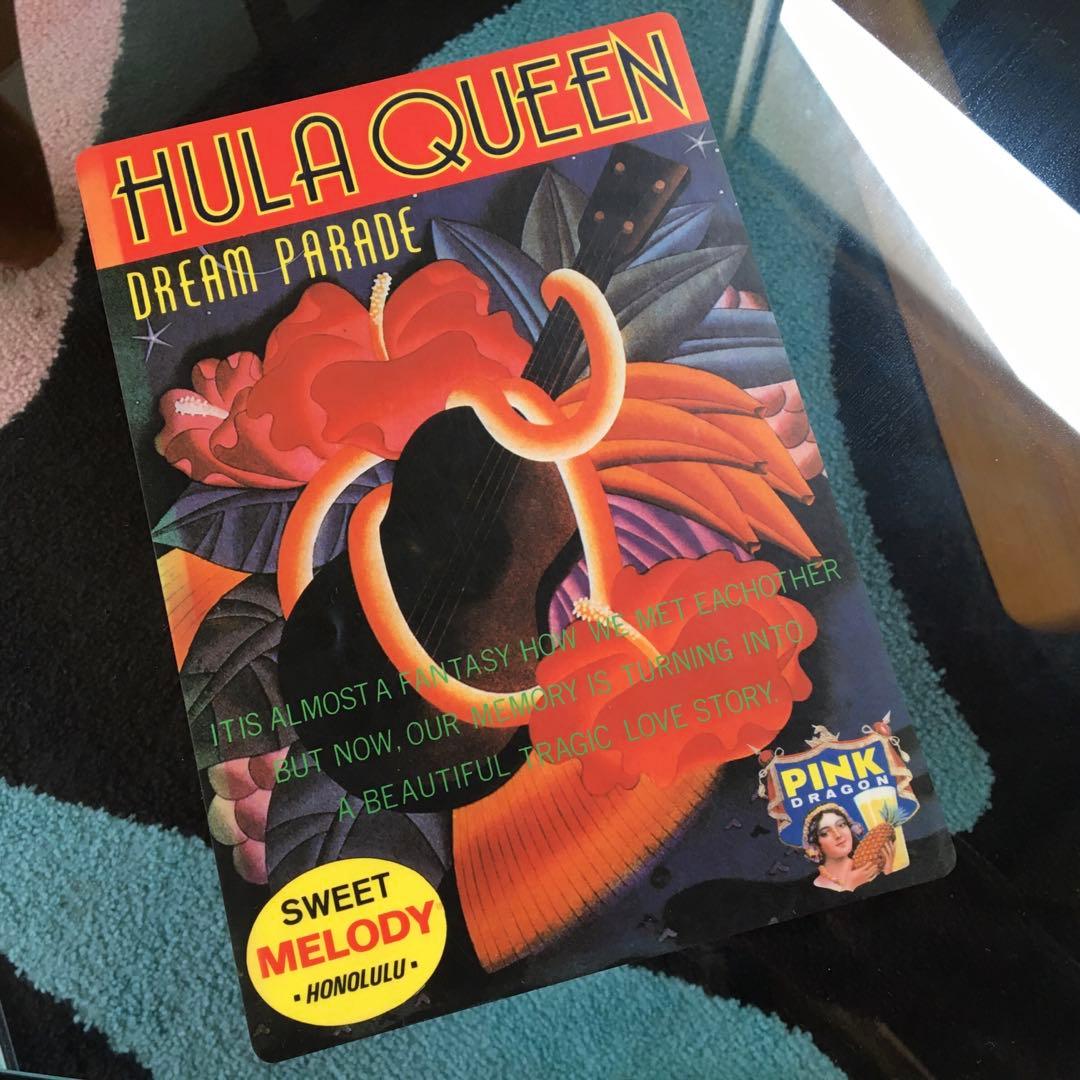 HULA QUEEN
DREAM PARADE
IT IS ALMOST A FANTASY HOW WE MET EACHOTHER
BUT NOW, OUR MEMORY IS TURNING INTO
A BEAUTIFUL TRAGIC LOVE STORY.
PINK
DRAGON
SWEET
MELODY
• HONOLULU •